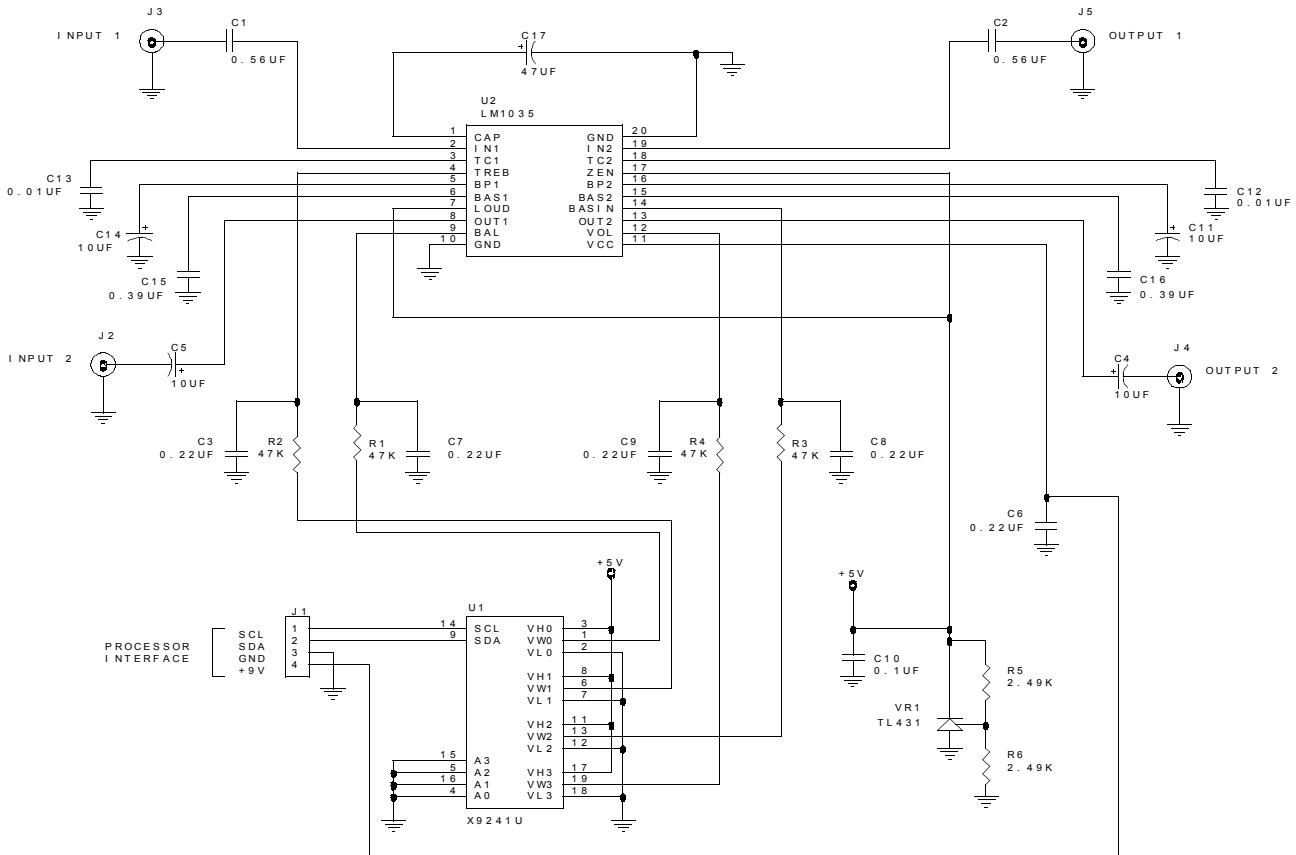 J3
INPUT 1
C1
0.56UF
C17
+
47UF
C2
0.56UF
J5
OUTPUT 1
U2
LM1035
1 CAP GND 20
2 IN1 IN2 19
3 TC1 TC2 18
4 TREB ZEN 17
5 BP1 BP2 16
6 BAS1 BAS2 15
7 LOUD BASIN 14
8 OUT1 OUT2 13
9 BAL VOL 12
10 GND VCC 11
C13
0.01UF
C14
+
10UF
C15
0.39UF
C12
0.01UF
C11
+
10UF
C16
0.39UF
J2
INPUT 2
C5
+
10UF
J4
OUTPUT 2
C4
+
10UF
C3
0.22UF
R2
47K
R1
47K
C7
0.22UF
C9
0.22UF
R4
47K
R3
47K
C8
0.22UF
C6
0.22UF
+5V
+5V
J1
U1
PROCESSOR
INTERFACE
SCL 1
SDA 2
GND 3
+9V 4
14 SCL VH0 3
9 SDA VW0 1
VL0 2
VH1 8
VW1 6
VL1 7
VH2 11
VW2 13
VL2 12
15 A3
5 A2 VH3 17
16 A1 VW3 19
4 A0 VL3 18
X9241U
C10
0.1UF
R5
2.49K
VR1
TL431
R6
2.49K